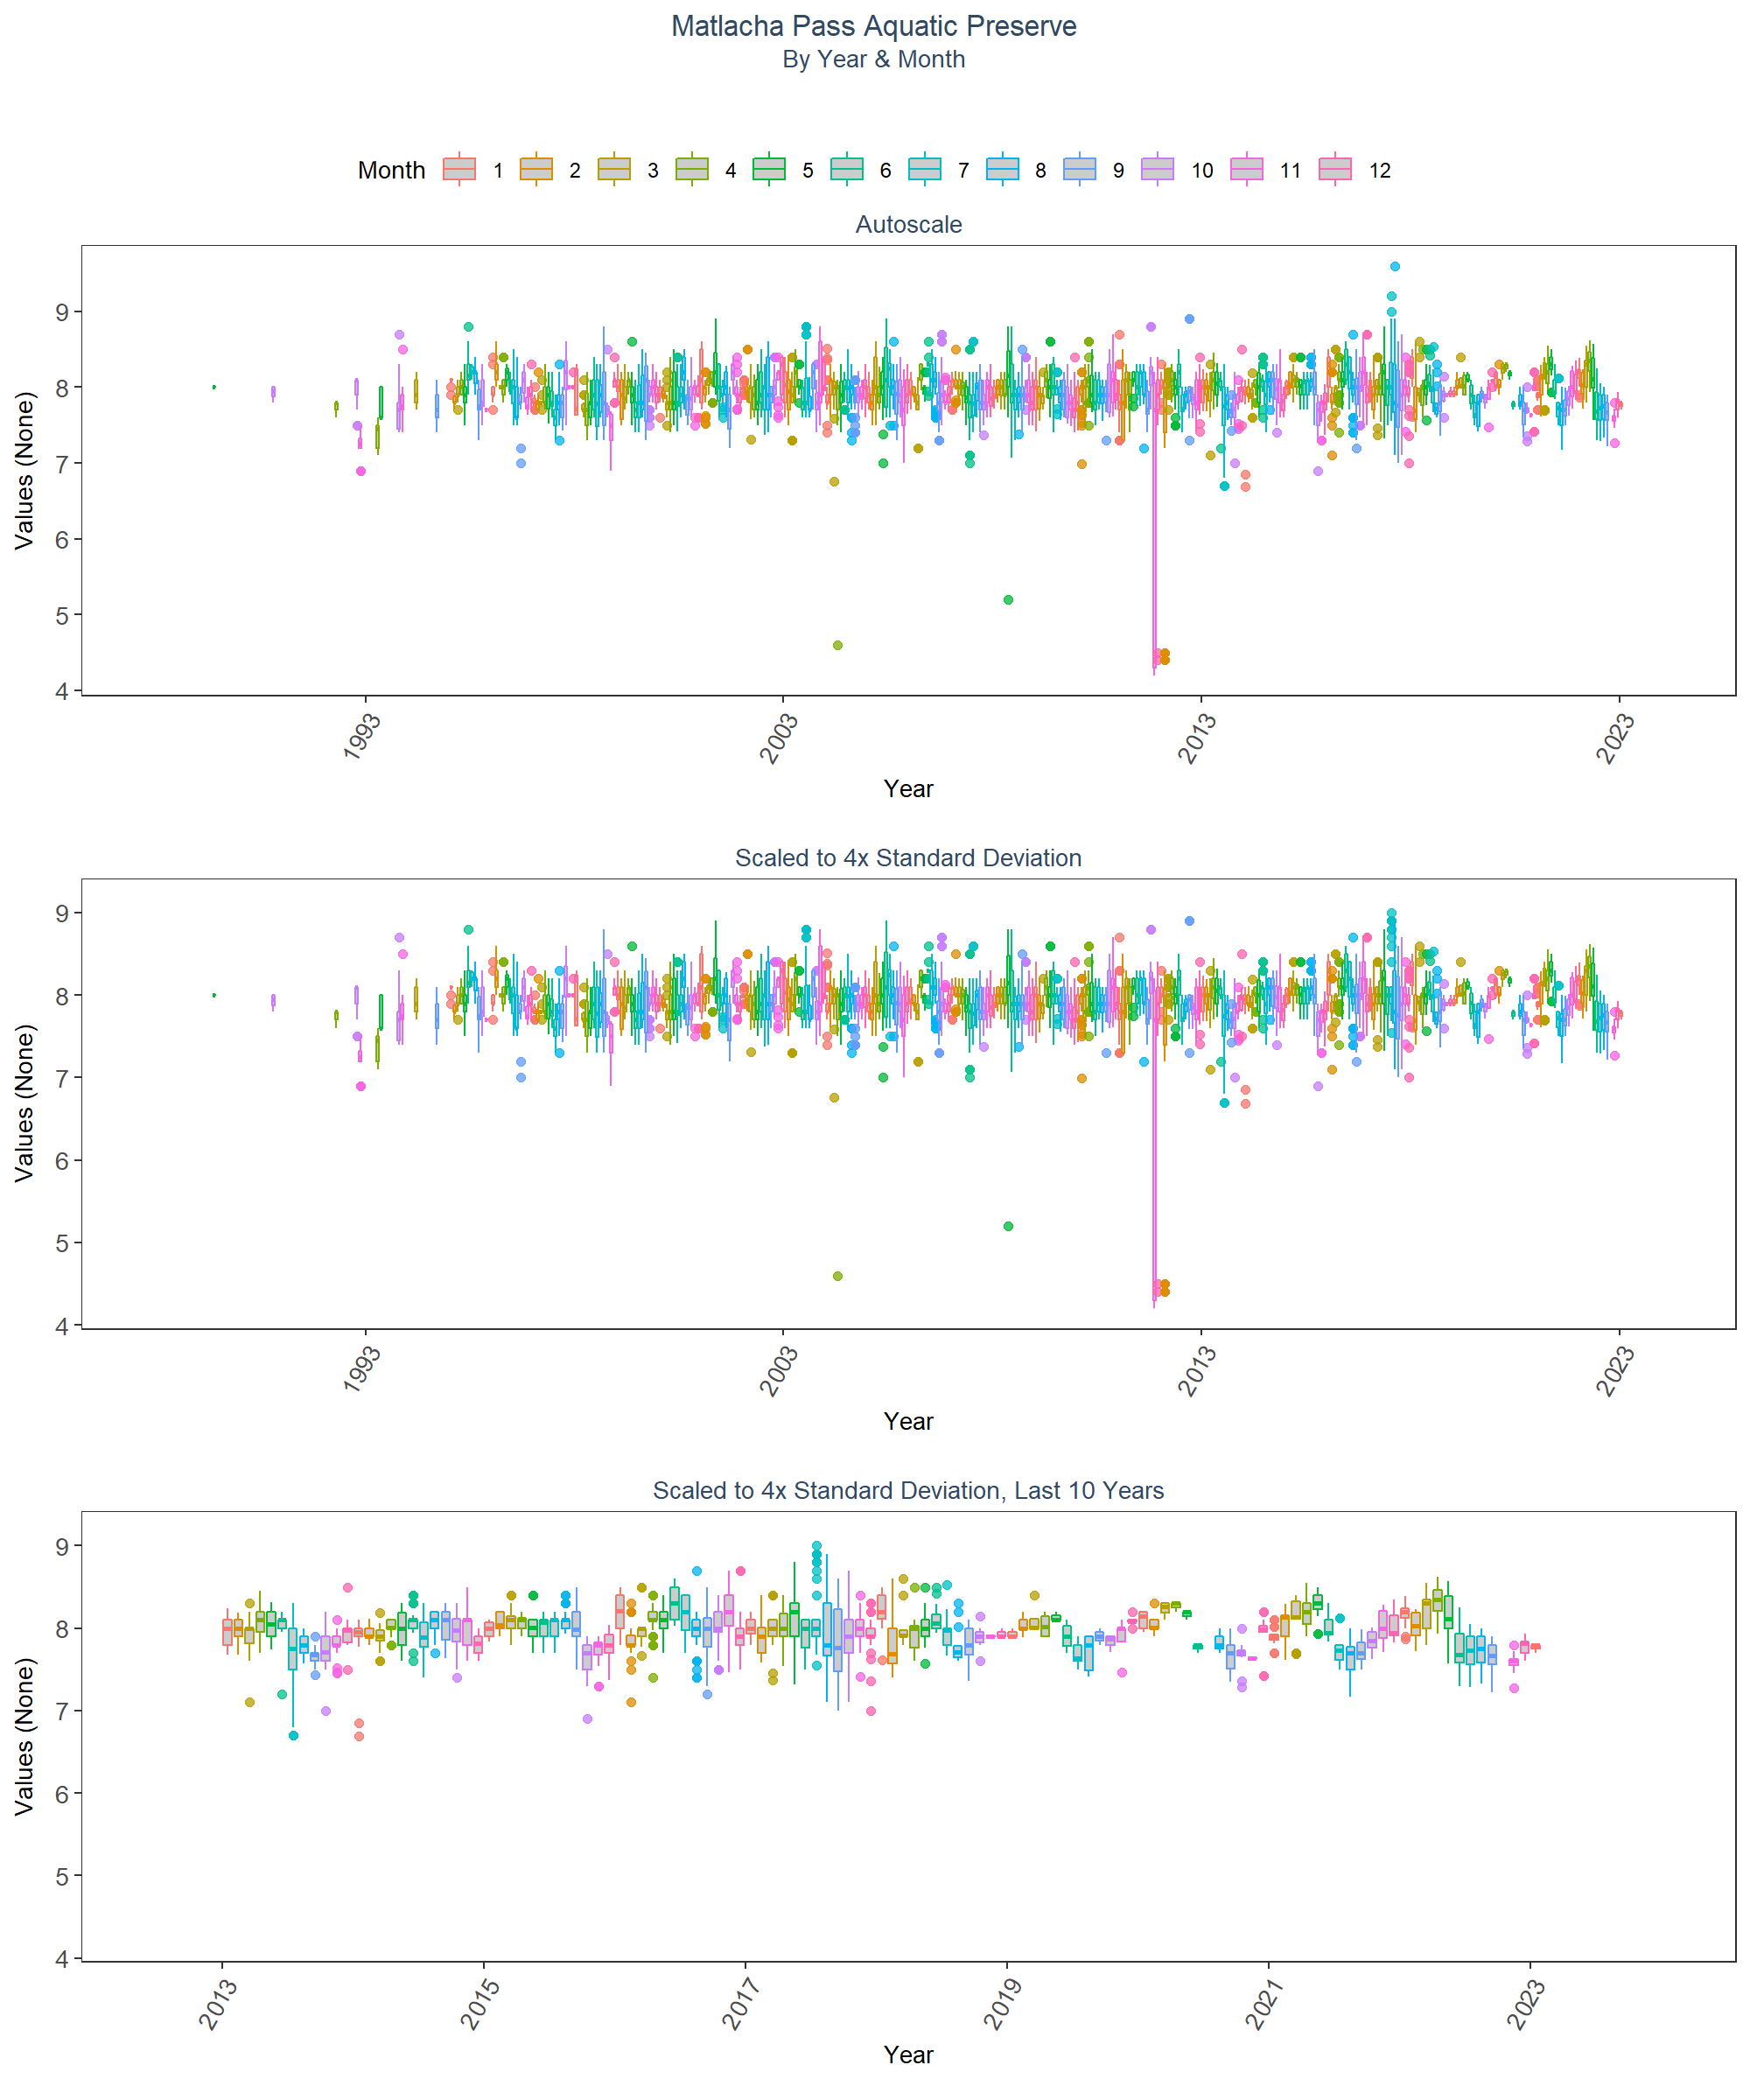 Matlacha Pass Aquatic Preserve
By Year & Month
Month 1 2 3 4 5 6 7 8 9 10 11 12
Autoscale
Values (None)
9
8
7
6
5
4
1993 2003 2013 2023
Year
Scaled to 4x Standard Deviation
Values (None)
9
8
7
6
5
4
1993 2003 2013 2023
Year
Scaled to 4x Standard Deviation, Last 10 Years
Values (None)
9
8
7
6
5
4
2013 2015 2017 2019 2021 2023
Year